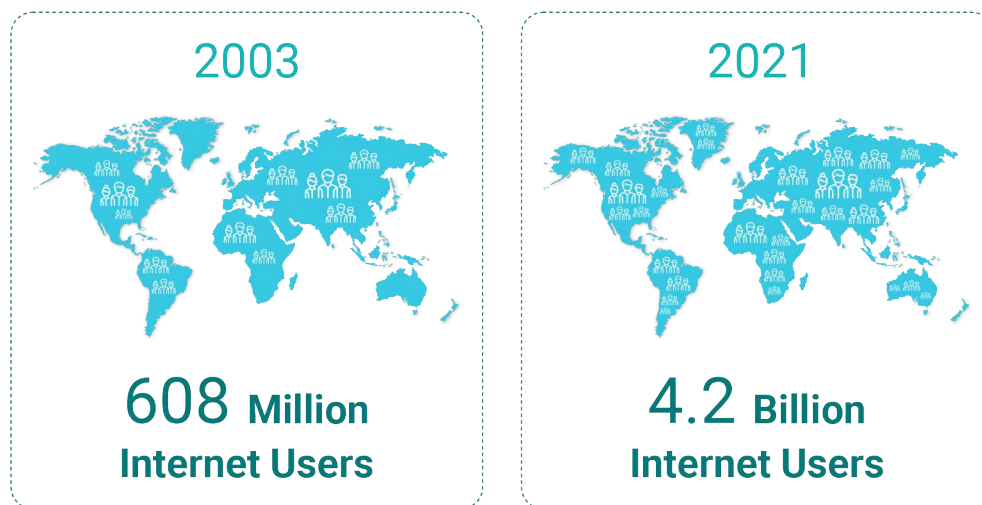 2003
608 Million
Internet Users
2021
4.2 Billion
Internet Users